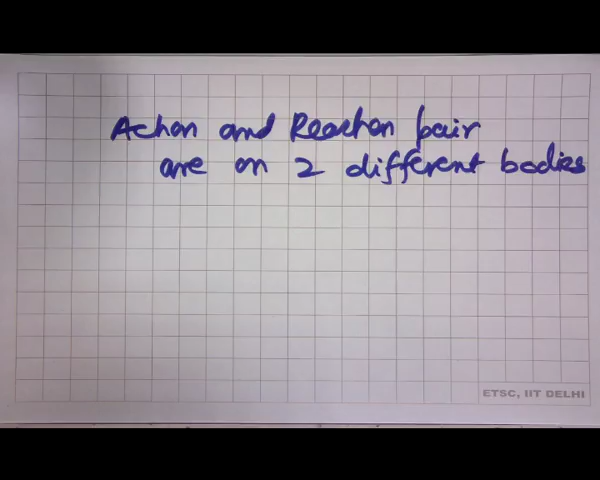 Action and Reaction pair
are on 2 different bodies
ETSC, IIT DELHI